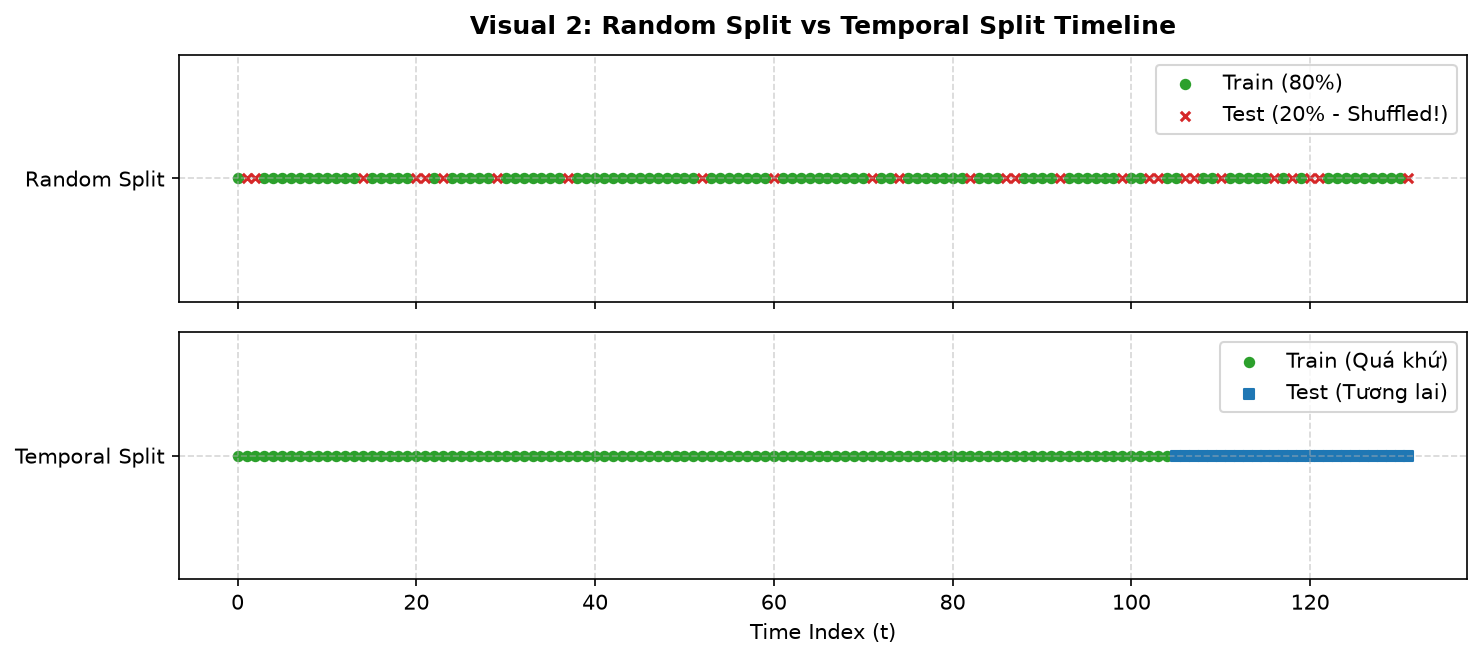 Visual 2: Random Split vs Temporal Split Timeline
Train (80%)
Test (20% - Shuffled!)
Random Split
Train (Quá khứ)
Test (Tương lai)
Temporal Split
0 20 40 60 80 100 120
Time Index (t)